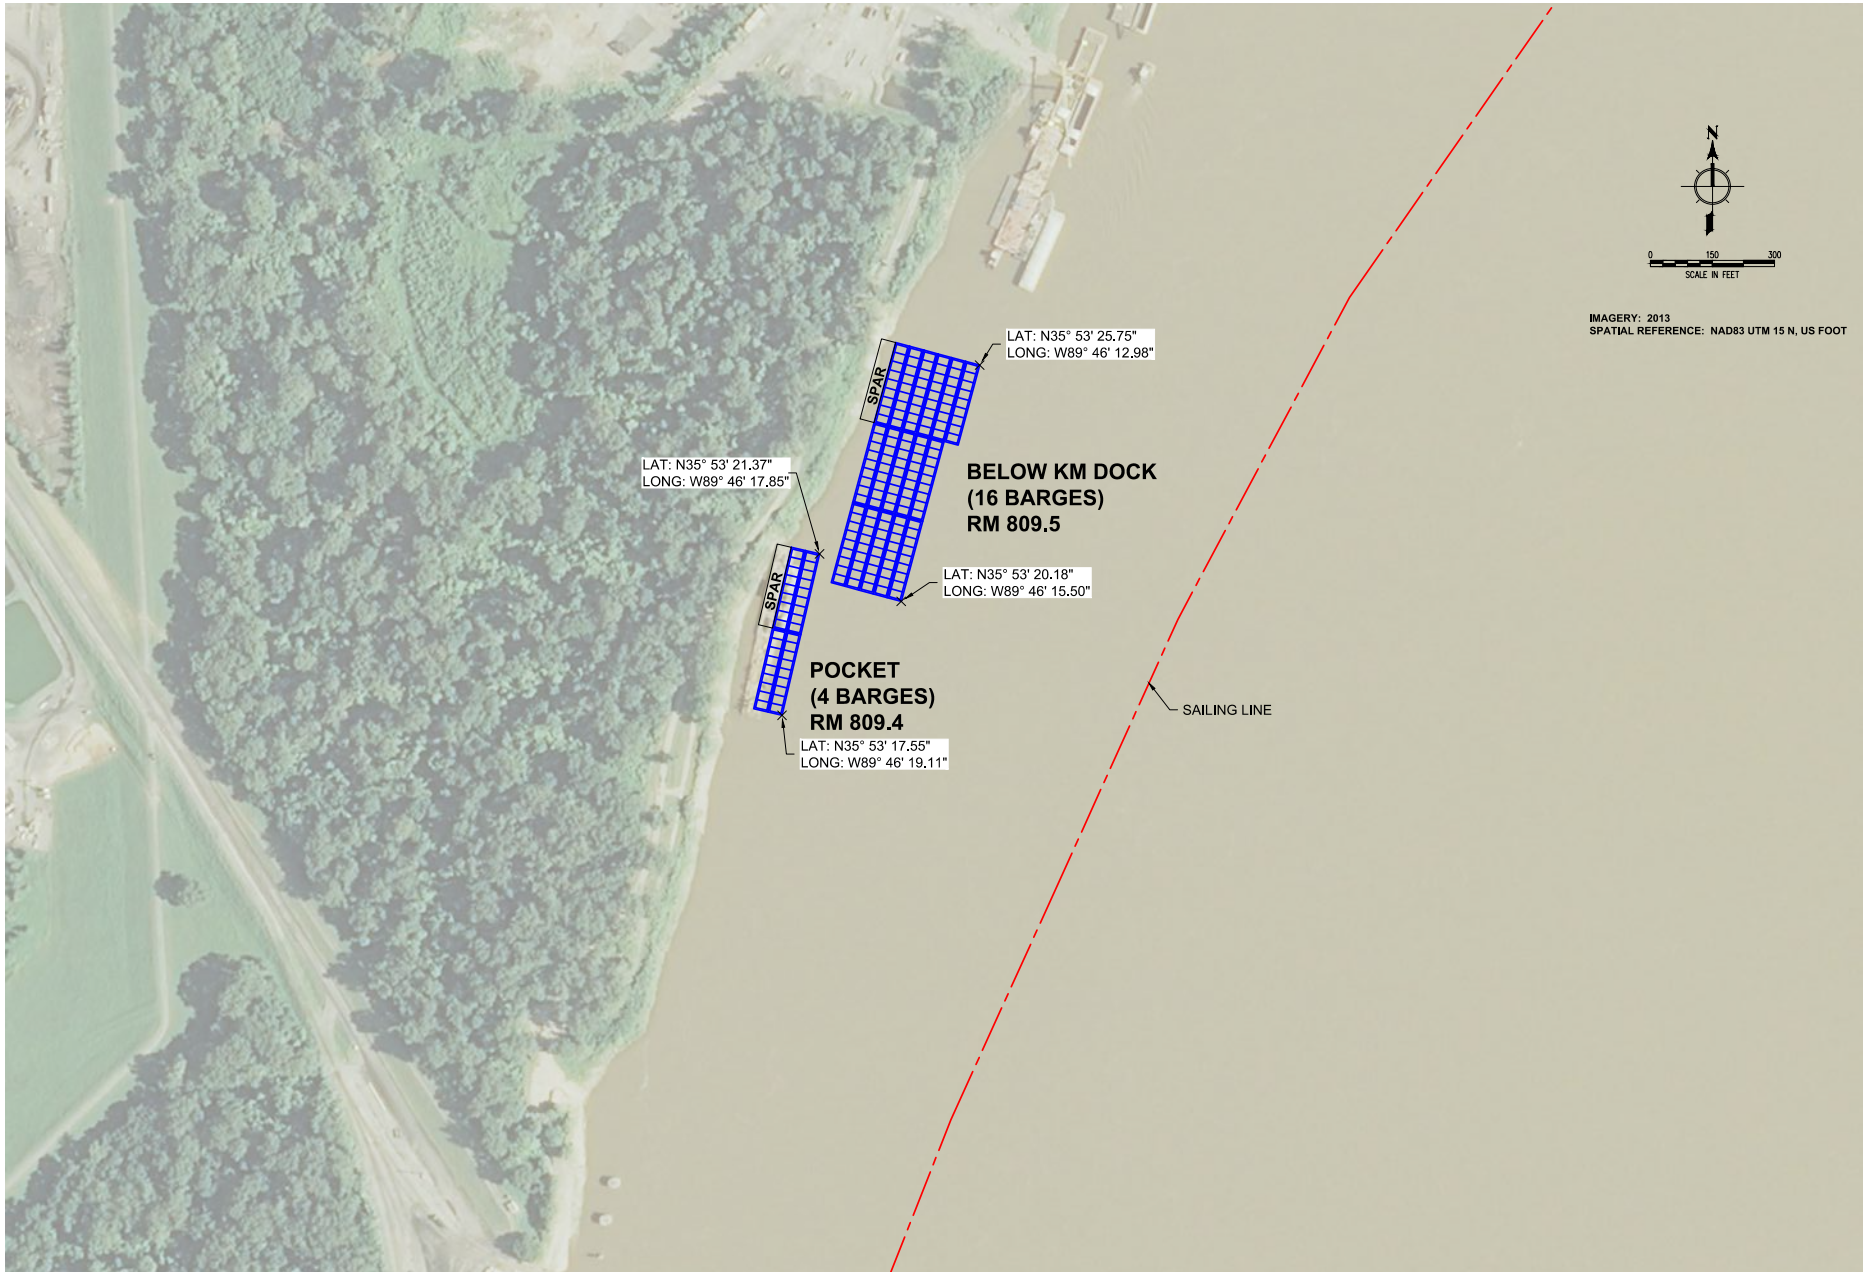 N
0 150 300
SCALE IN FEET
IMAGERY: 2013
SPATIAL REFERENCE: NAD83 UTM 15 N, US FOOT
LAT: N35° 53' 25.75"
LONG: W89° 46' 12.98"
SPAR
LAT: N35° 53' 21.37"
LONG: W89° 46' 17.85"
BELOW KM DOCK
(16 BARGES)
RM 809.5
LAT: N35° 53' 20.18"
LONG: W89° 46' 15.50"
SPAR
POCKET
(4 BARGES)
RM 809.4
LAT: N35° 53' 17.55"
LONG: W89° 46' 19.11"
SAILING LINE